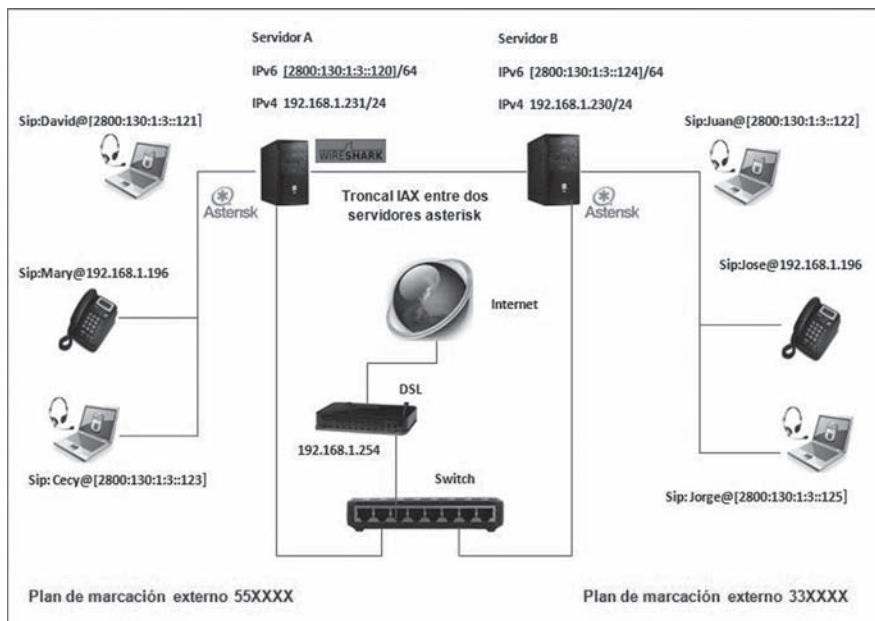 Servidor A
IPv6 [2800:130:1:3::120]/64
IPv4 192.168.1.231/24
Servidor B
IPv6 [2800:130:1:3::124]/64
IPv4 192.168.1.230/24
Sip:David@[2800:130:1:3::121]
WIRESHARK
Sip:Juan@[2800:130:1:3::122]
Asterisk
Troncal IAX entre dos
servidores asterisk
Asterisk
Sip:Mary@192.168.1.196
Sip:Jose@192.168.1.196
Internet
DSL
192.168.1.254
Switch
Sip: Cecy@[2800:130:1:3::123]
Sip:Jorge@[2800:130:1:3::125]
Plan de marcación externo 55XXXX
Plan de marcación externo 33XXXX